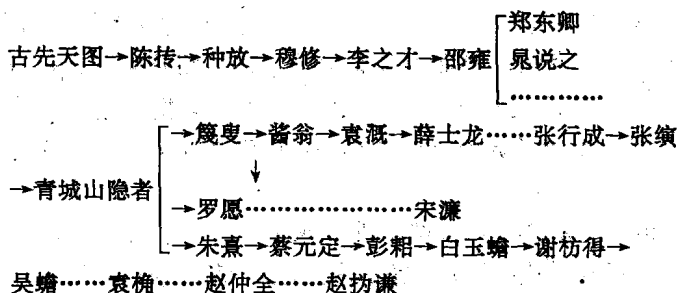 郑东卿
古先天图→陈抟→种放→穆修→李之才→邵雍 晁说之
…………
→篾叟→酱翁→袁溉→薛士龙……张行成→张縯
↓
→青城山隐者
→罗愿…………………宋濂
→朱熹→蔡元定→彭耜→白玉蟾→谢枋得→
吴蟾……袁桷……赵仲全……赵㧑谦